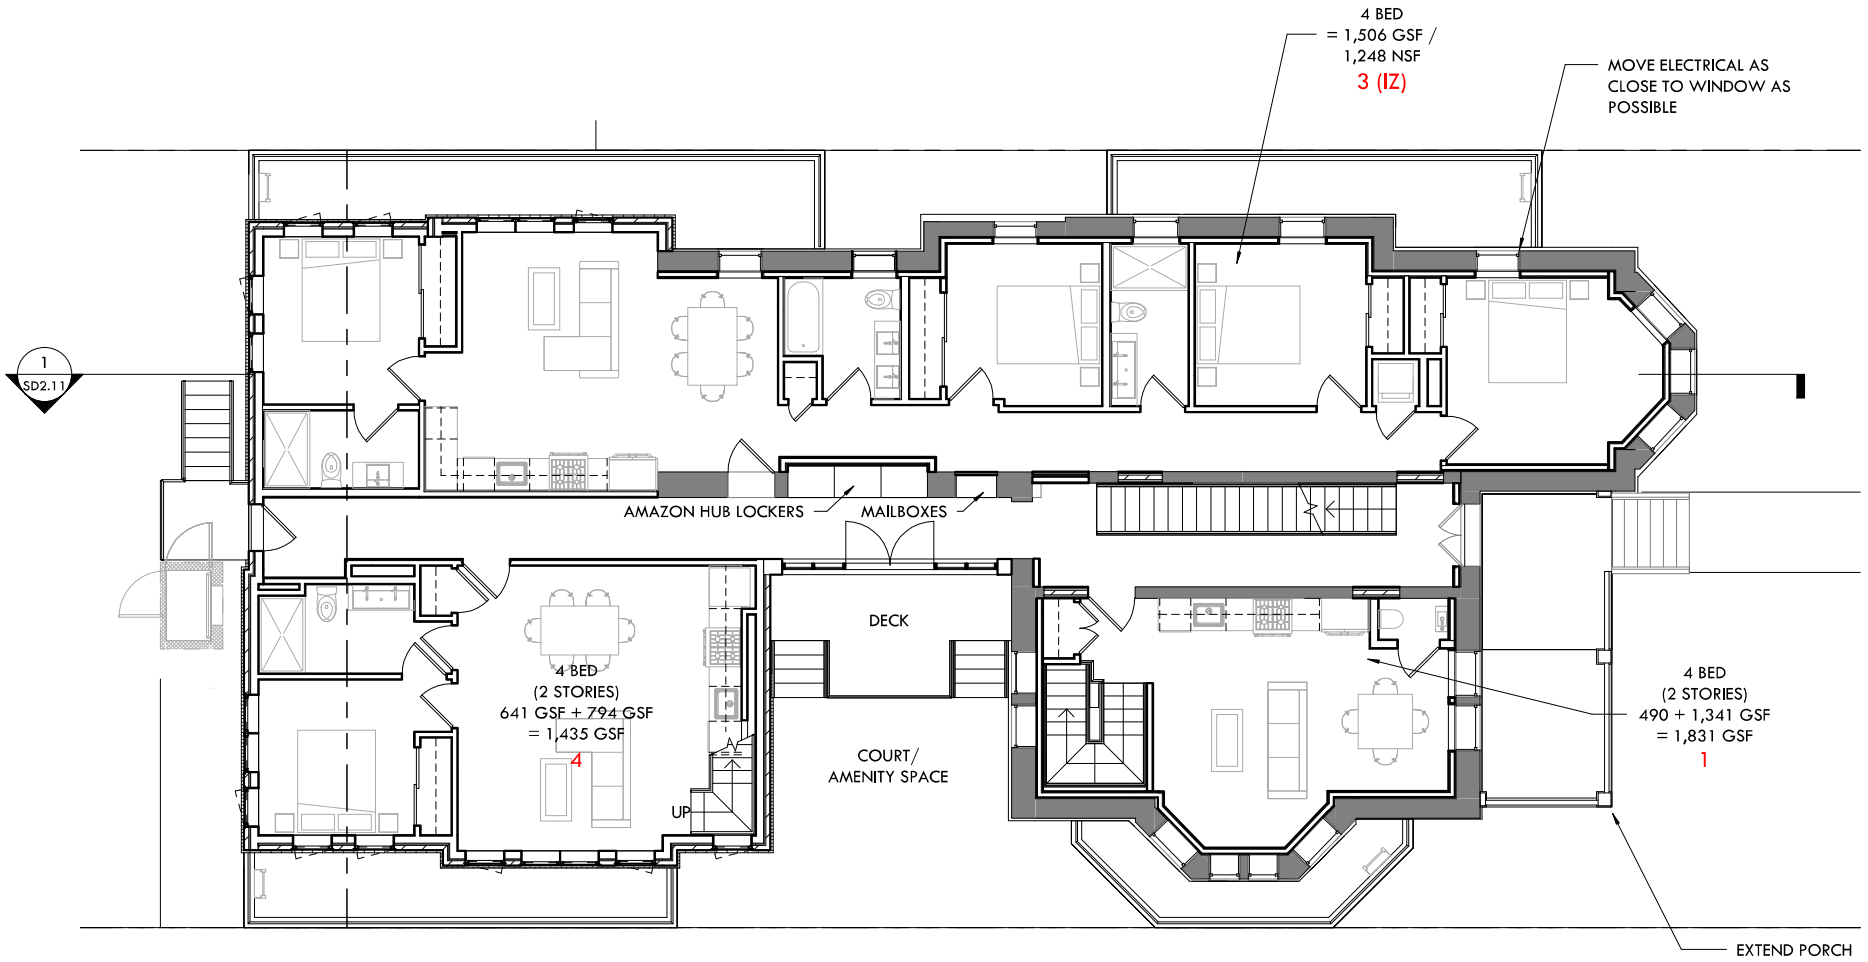 4 BED
= 1,506 GSF /
1,248 NSF
3 (IZ)
MOVE ELECTRICAL AS
CLOSE TO WINDOW AS
POSSIBLE
1
SD2.11
AMAZON HUB LOCKERS
MAILBOXES
DECK
4 BED
(2 STORIES)
641 GSF + 794 GSF
= 1,435 GSF
4
UP
COURT/
AMENITY SPACE
4 BED
(2 STORIES)
490 + 1,341 GSF
= 1,831 GSF
1
EXTEND PORCH